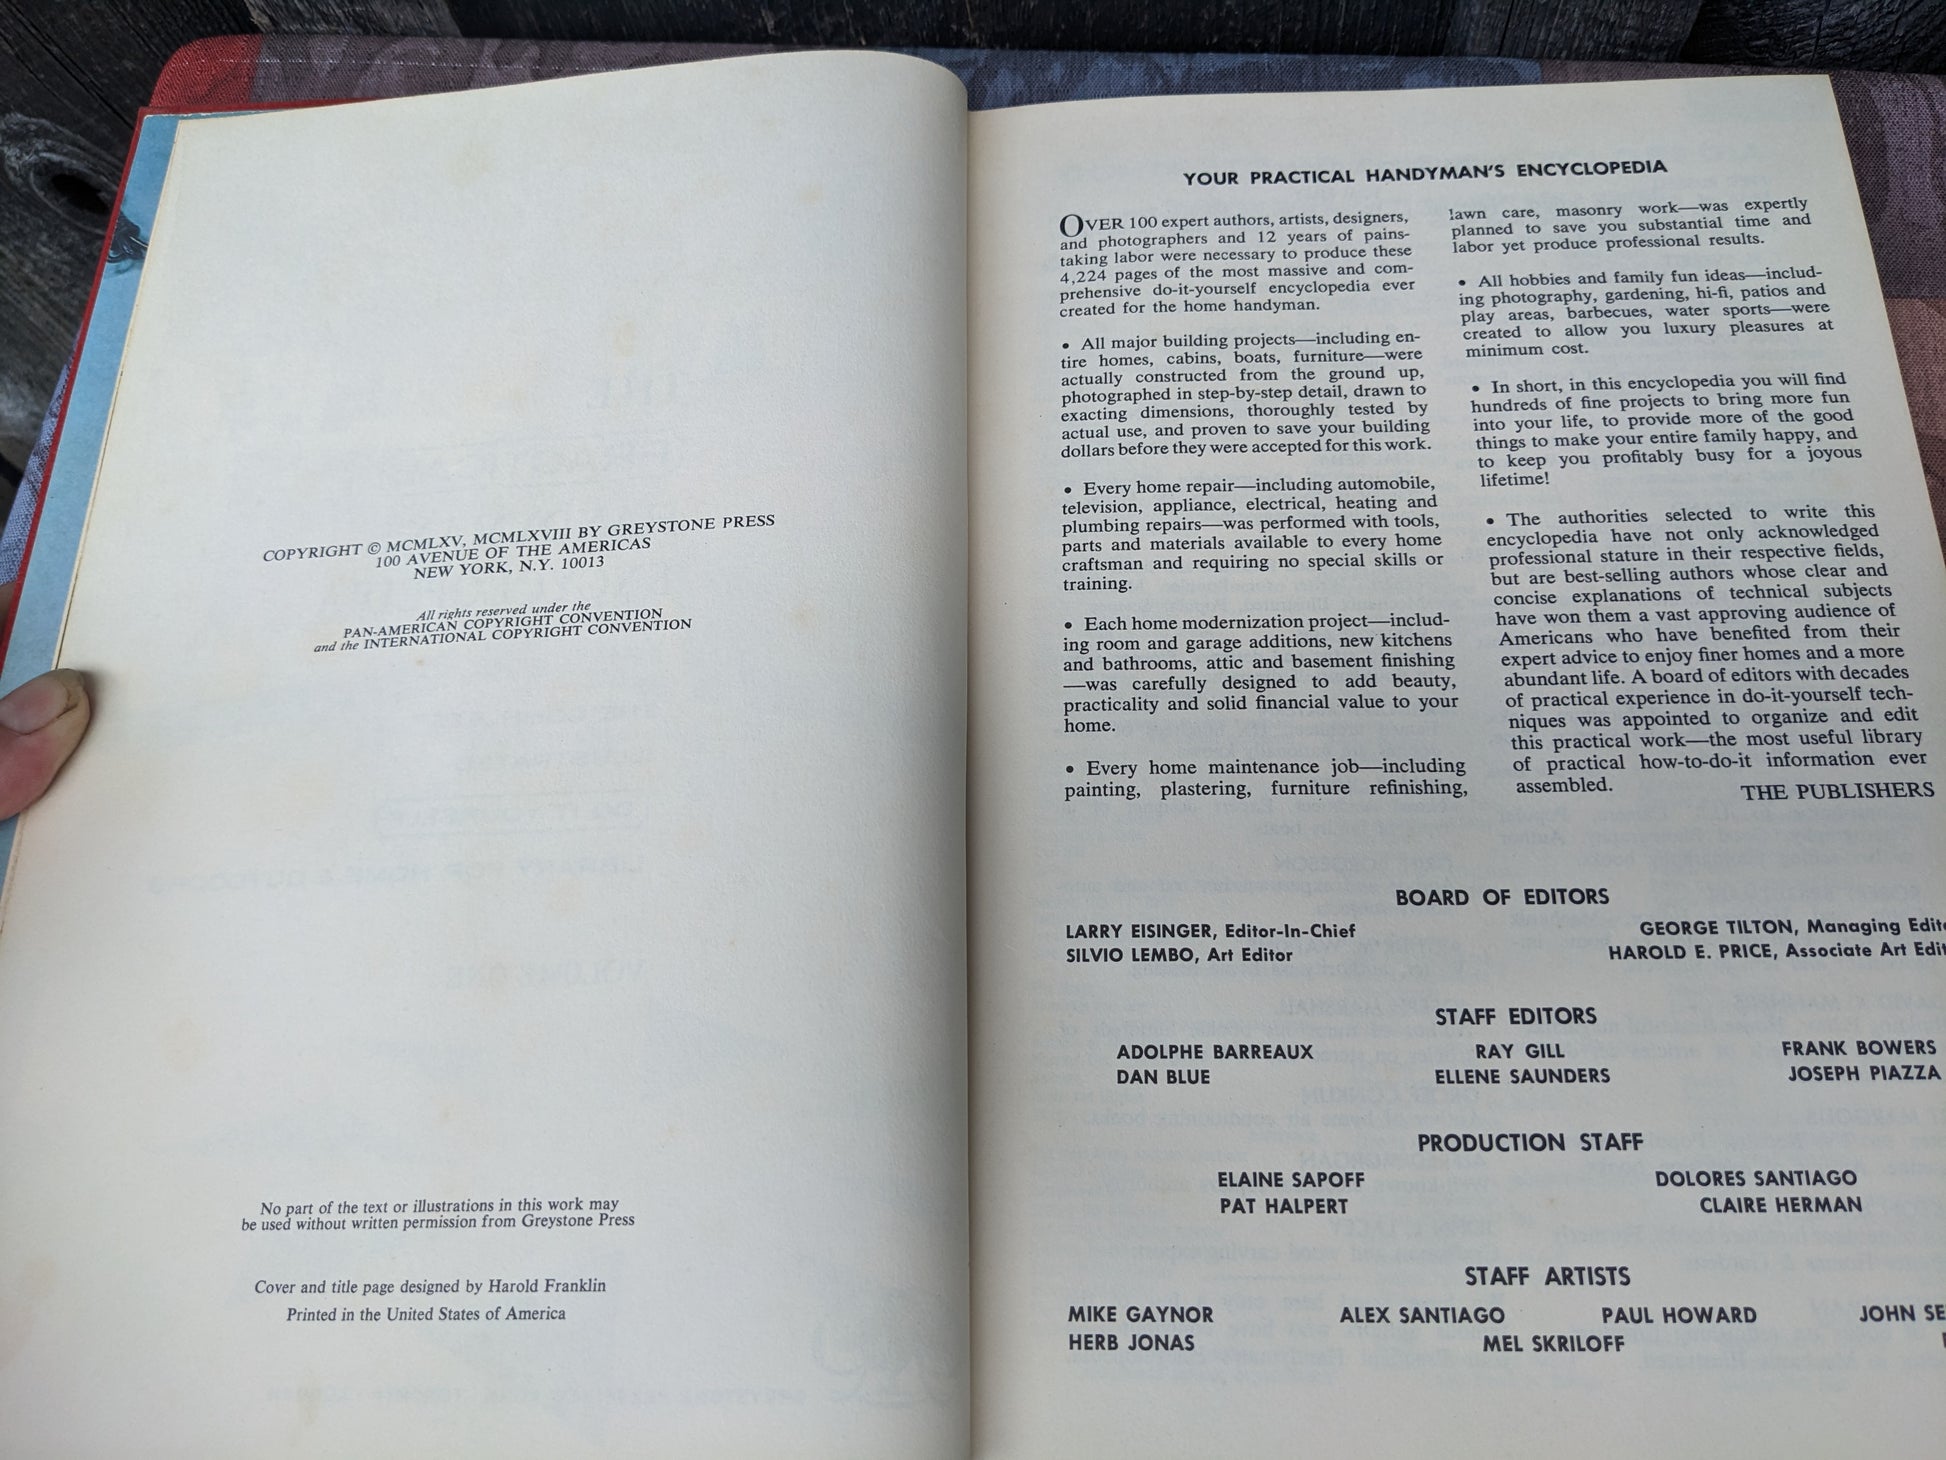 COPYRIGHT © MCMLXV, MCMLXVIII BY GREYSTONE PRESS
100 AVENUE OF THE AMERICAS
NEW YORK, N.Y. 10013
All rights reserved under the
PAN-AMERICAN COPYRIGHT CONVENTION
and the INTERNATIONAL COPYRIGHT CONVENTION
No part of the text or illustrations in this work may
be used without written permission from Greystone Press
Cover and title page designed by Harold Franklin
Printed in the United States of America
YOUR PRACTICAL HANDYMAN'S ENCYCLOPEDIA
OVER 100 expert authors, artists, designers,
and photographers and 12 years of pains-
taking labor were necessary to produce these
4,224 pages of the most massive and com-
prehensive do-it-yourself encyclopedia ever
created for the home handyman.
• All major building projects—including en-
tire homes, cabins, boats, furniture—were
actually constructed from the ground up,
photographed in step-by-step detail, drawn to
exacting dimensions, thoroughly tested by
actual use, and proven to save your building
dollars before they were accepted for this work.
• Every home repair—including automobile,
television, appliance, electrical, heating and
plumbing repairs—was performed with tools,
parts and materials available to every home
craftsman and requiring no special skills or
training.
• Each home modernization project—includ-
ing room and garage additions, new kitchens
and bathrooms, attic and basement finishing
—was carefully designed to add beauty,
practicality and solid financial value to your
home.
• Every home maintenance job—including
painting, plastering, furniture refinishing,
lawn care, masonry work—was expertly
planned to save you substantial time and
labor yet produce professional results.
• All hobbies and family fun ideas—includ-
ing photography, gardening, hi-fi, patios and
play areas, barbecues, water sports—were
created to allow you luxury pleasures at
minimum cost.
• In short, in this encyclopedia you will find
hundreds of fine projects to bring more fun
into your life, to provide more of the good
things to make your entire family happy, and
to keep you profitably busy for a joyous
lifetime!
• The authorities selected to write this
encyclopedia have not only acknowledged
professional stature in their respective fields,
but are best-selling authors whose clear and
concise explanations of technical subjects
have won them a vast approving audience of
Americans who have benefited from their
expert advice to enjoy finer homes and a more
abundant life. A board of editors with decades
of practical experience in do-it-yourself tech-
niques was appointed to organize and edit
this practical work—the most useful library
of practical how-to-do-it information ever
assembled.
THE PUBLISHERS
BOARD OF EDITORS
LARRY EISINGER, Editor-In-Chief GEORGE TILTON, Managing Edit
SILVIO LEMBO, Art Editor HAROLD E. PRICE, Associate Art Edit
STAFF EDITORS
ADOLPHE BARREAUX RAY GILL FRANK BOWERS
DAN BLUE ELLENE SAUNDERS JOSEPH PIAZZA
PRODUCTION STAFF
ELAINE SAPOFF DOLORES SANTIAGO
PAT HALPERT CLAIRE HERMAN
STAFF ARTISTS
MIKE GAYNOR ALEX SANTIAGO PAUL HOWARD JOHN SE
HERB JONAS MEL SKRILOFF